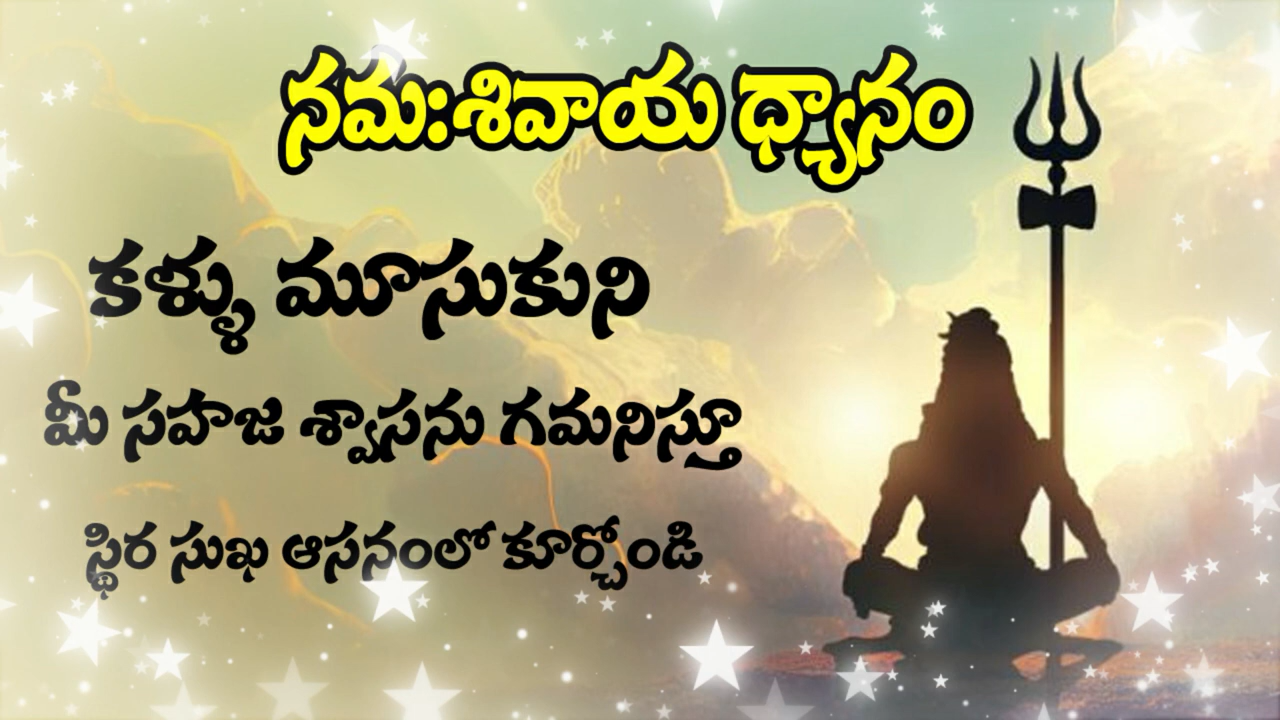 నమఃశివాయ ధ్యానం
కళ్ళు మూసుకుని
మీ సహజ శ్వాసను గమనిస్తూ
స్థిర సుఖ ఆసనంలో కూర్చోండి